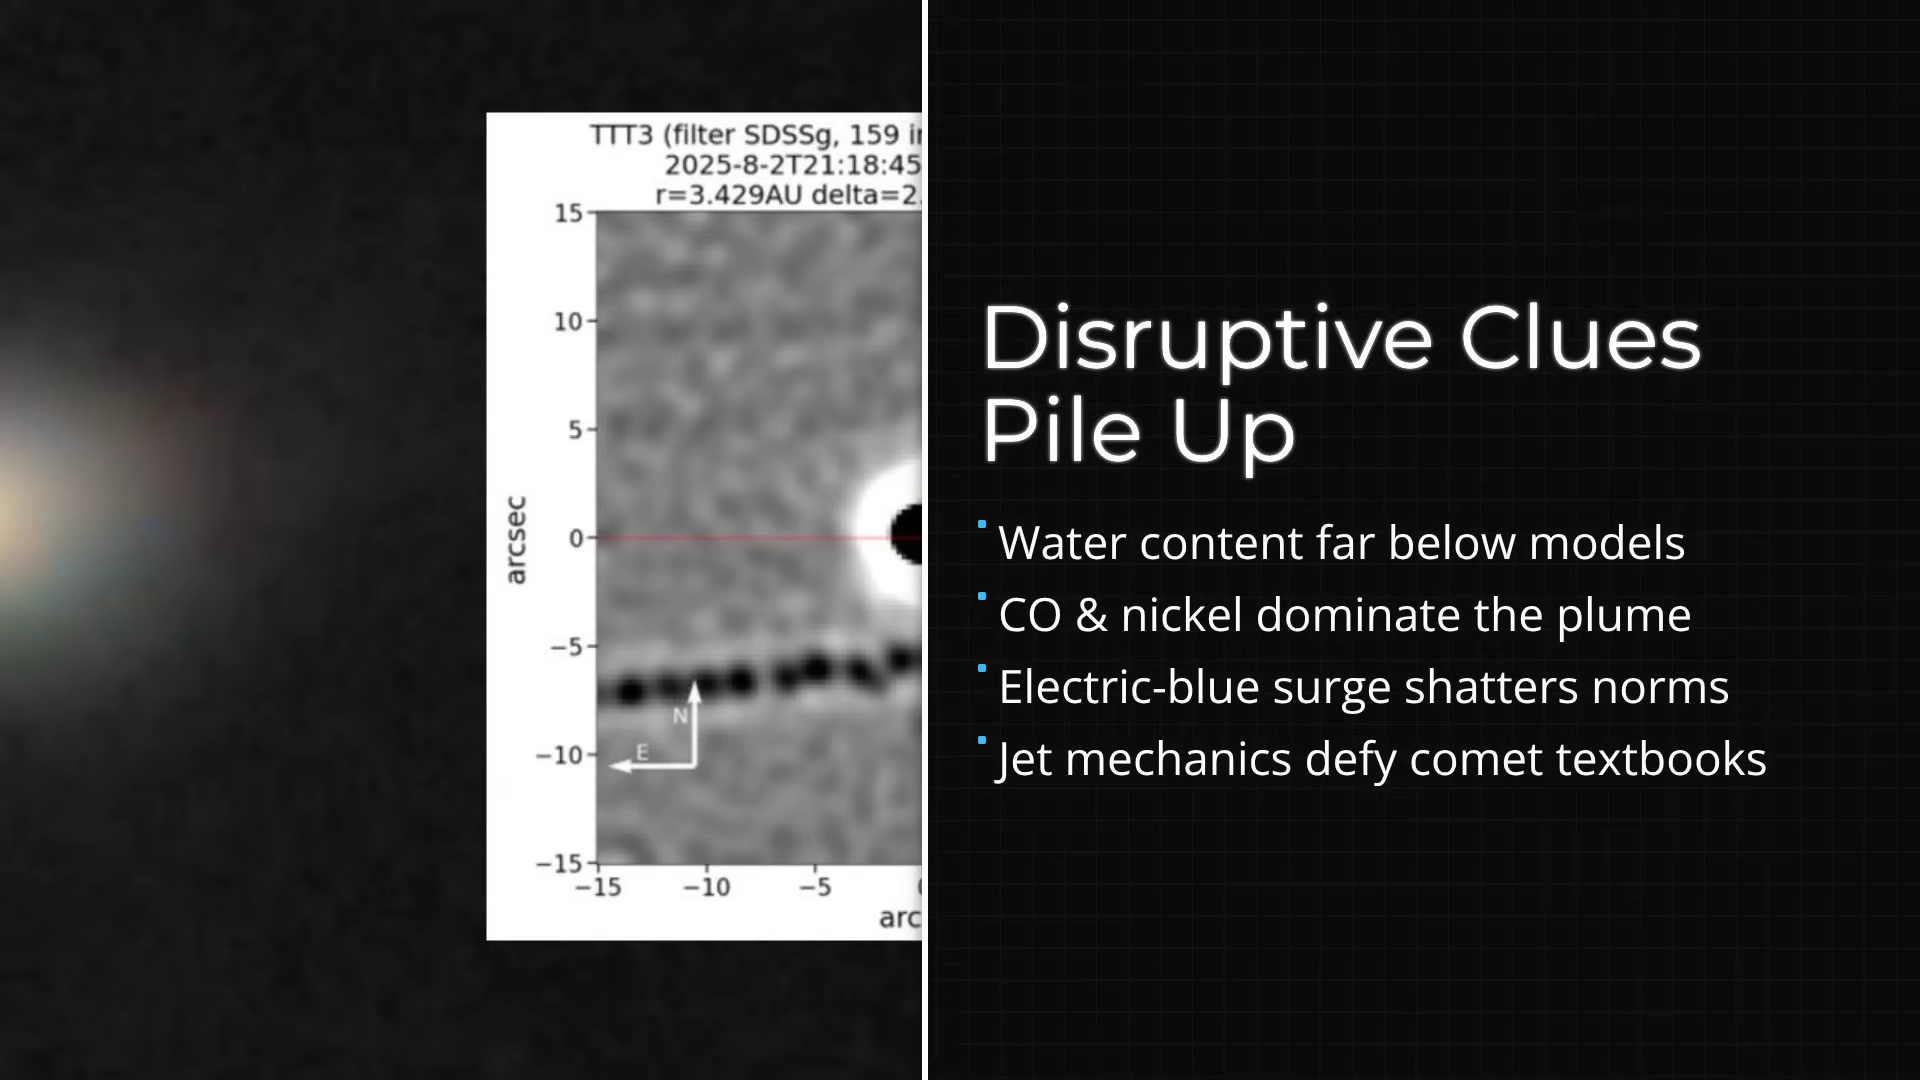 TTT3 (filter SDSSg, 159
2025-8-2T21:18:45
r=3.429AU delta=2.
15
10
5
0
−5
−10
−15
arcsec
N
E
−15 −10 −5
arc
Disruptive Clues
Pile Up
Water content far below models
CO & nickel dominate the plume
Electric-blue surge shatters norms
Jet mechanics defy comet textbooks